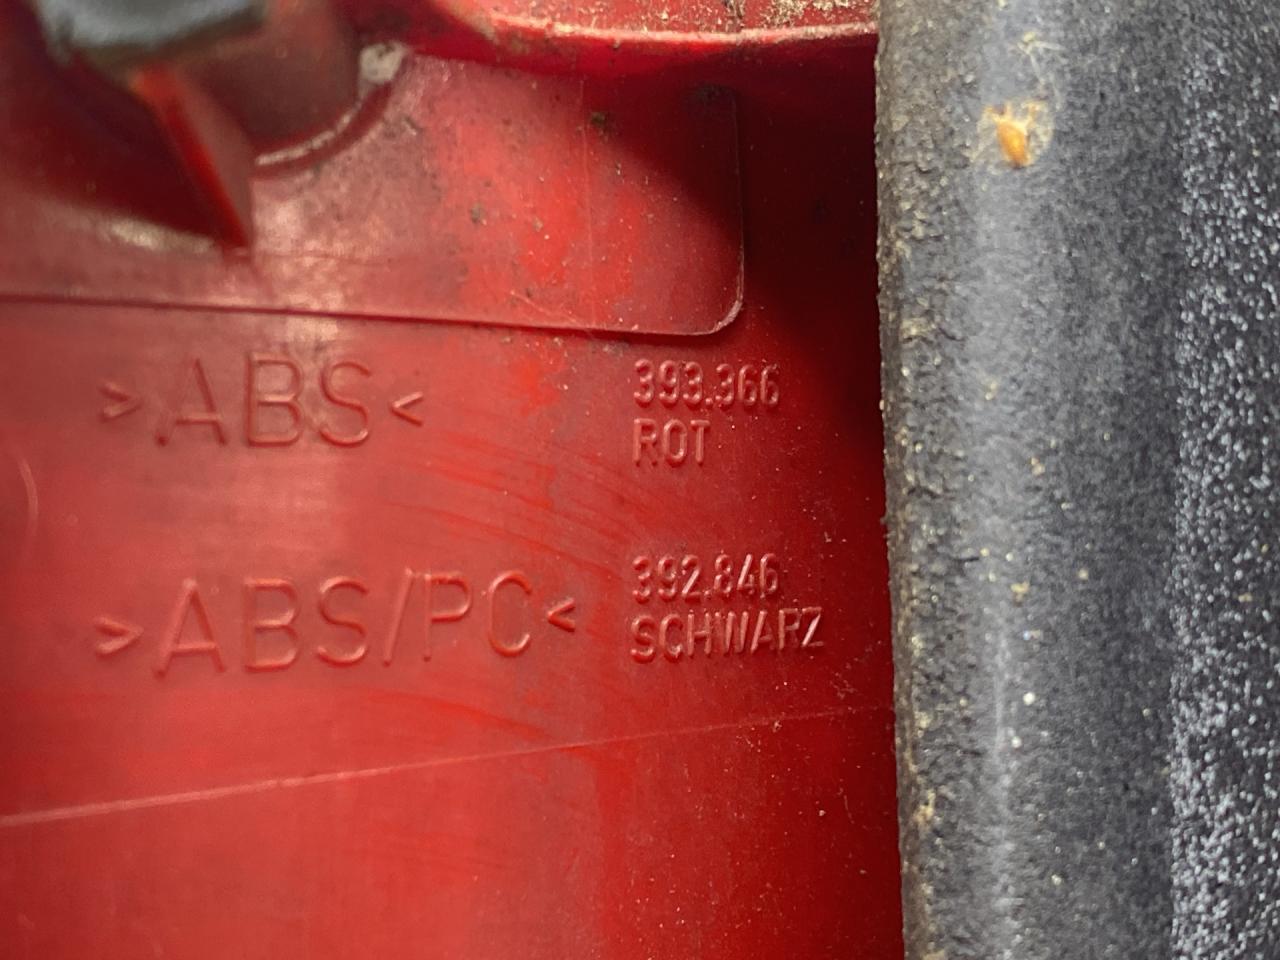 >ABS<
393.366
ROT
>ABS/PC<
392.846
SCHWARZ